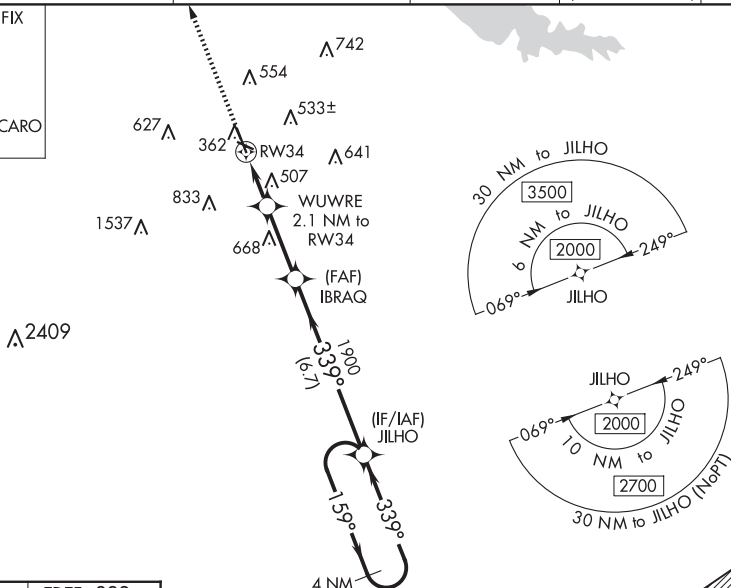 FIX
CARO
742
554
533±
627
362
RW34
641
507
833
WUWRE
2.1 NM to
RW34
1537
668
(FAF)
IBRAQ
2409
1900
339°
(6.7)
(IF/IAF)
JILHO
159°
339°
4 NM
30 NM to JILHO
3500
6 NM to JILHO
2000
249°
069°
JILHO
JILHO
249°
069°
2000
10 NM to JILHO
2700
30 NM to JILHO (NoPT)